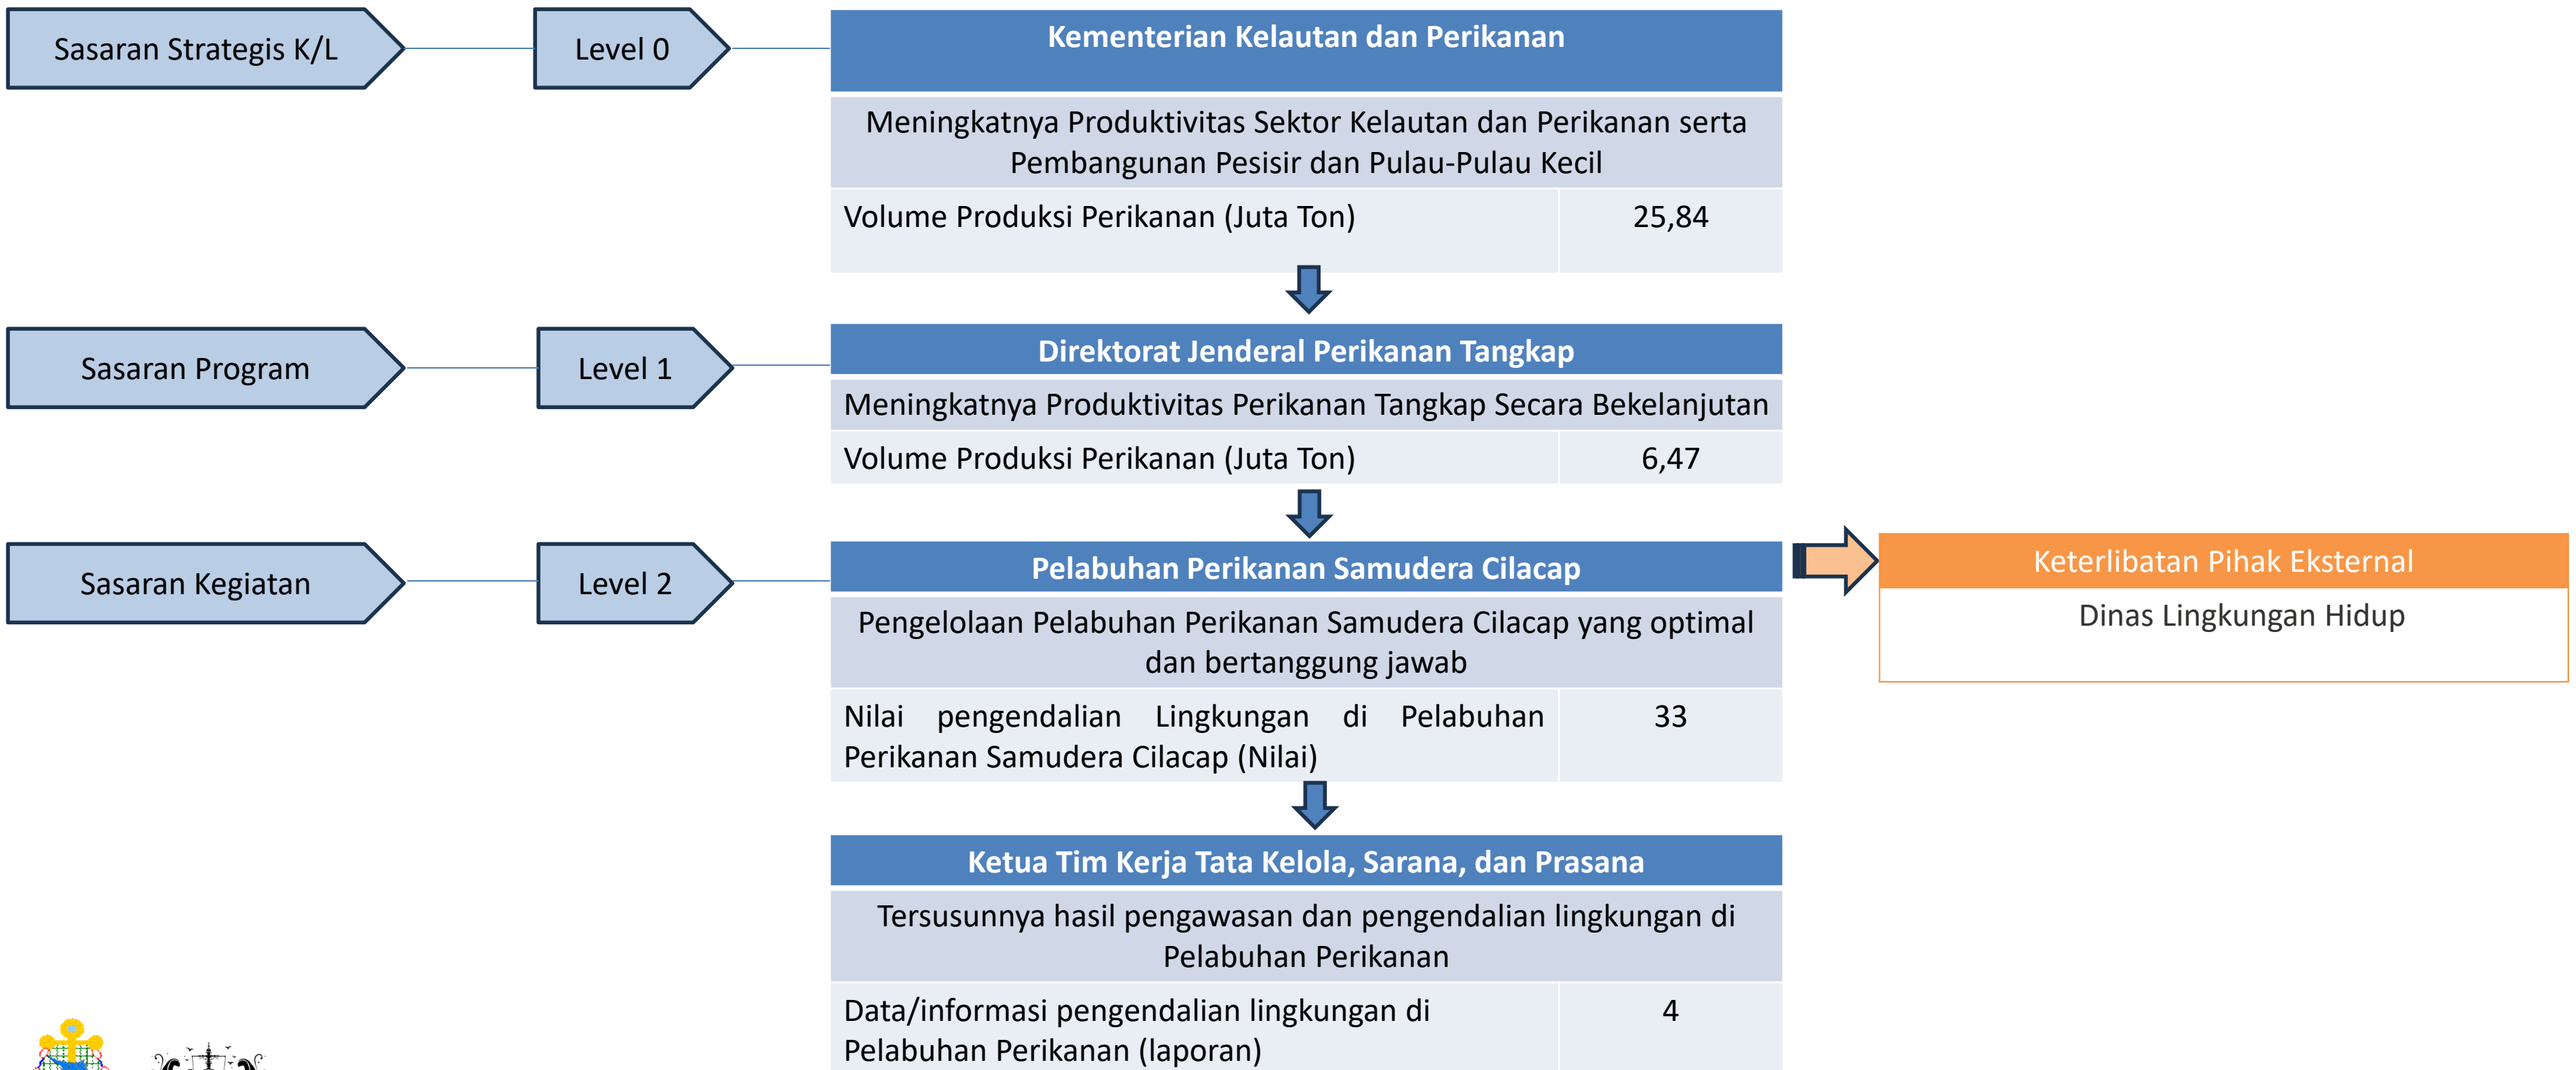 Sasaran Strategis K/L
Level 0
Kementerian Kelautan dan Perikanan
Meningkatnya Produktivitas Sektor Kelautan dan Perikanan serta
Pembangunan Pesisir dan Pulau-Pulau Kecil
Volume Produksi Perikanan (Juta Ton)
25,84
Sasaran Program
Level 1
Direktorat Jenderal Perikanan Tangkap
Meningkatnya Produktivitas Perikanan Tangkap Secara Bekelanjutan
Volume Produksi Perikanan (Juta Ton)
6,47
Sasaran Kegiatan
Level 2
Pelabuhan Perikanan Samudera Cilacap
Pengelolaan Pelabuhan Perikanan Samudera Cilacap yang optimal
dan bertanggung jawab
Nilai pengendalian Lingkungan di Pelabuhan
Perikanan Samudera Cilacap (Nilai)
33
Keterlibatan Pihak Eksternal
Dinas Lingkungan Hidup
Ketua Tim Kerja Tata Kelola, Sarana, dan Prasana
Tersusunnya hasil pengawasan dan pengendalian lingkungan di
Pelabuhan Perikanan
Data/informasi pengendalian lingkungan di
Pelabuhan Perikanan (laporan)
4